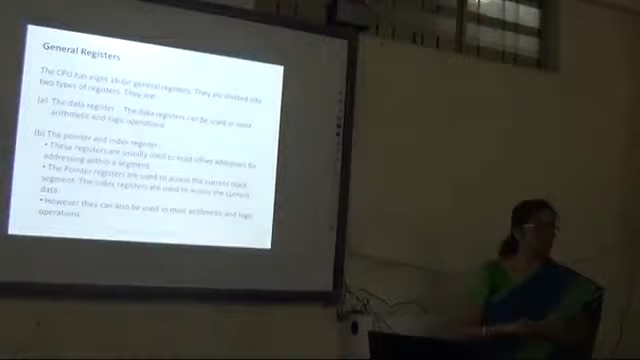 General Registers
The CPU has eight 16-bit general registers. They are divided into
two types of registers. They are:
(a) The data register - The data registers can be used in most
arithmetic and logic operations
(b) The pointer and index register:
• These registers are usually used to hold offset addresses for
addressing within a segment.
• The Pointer registers are used to access the current stack
segment. The index registers are used to access the current
data.
• However they can also be used in most arithmetic and logic
operations.